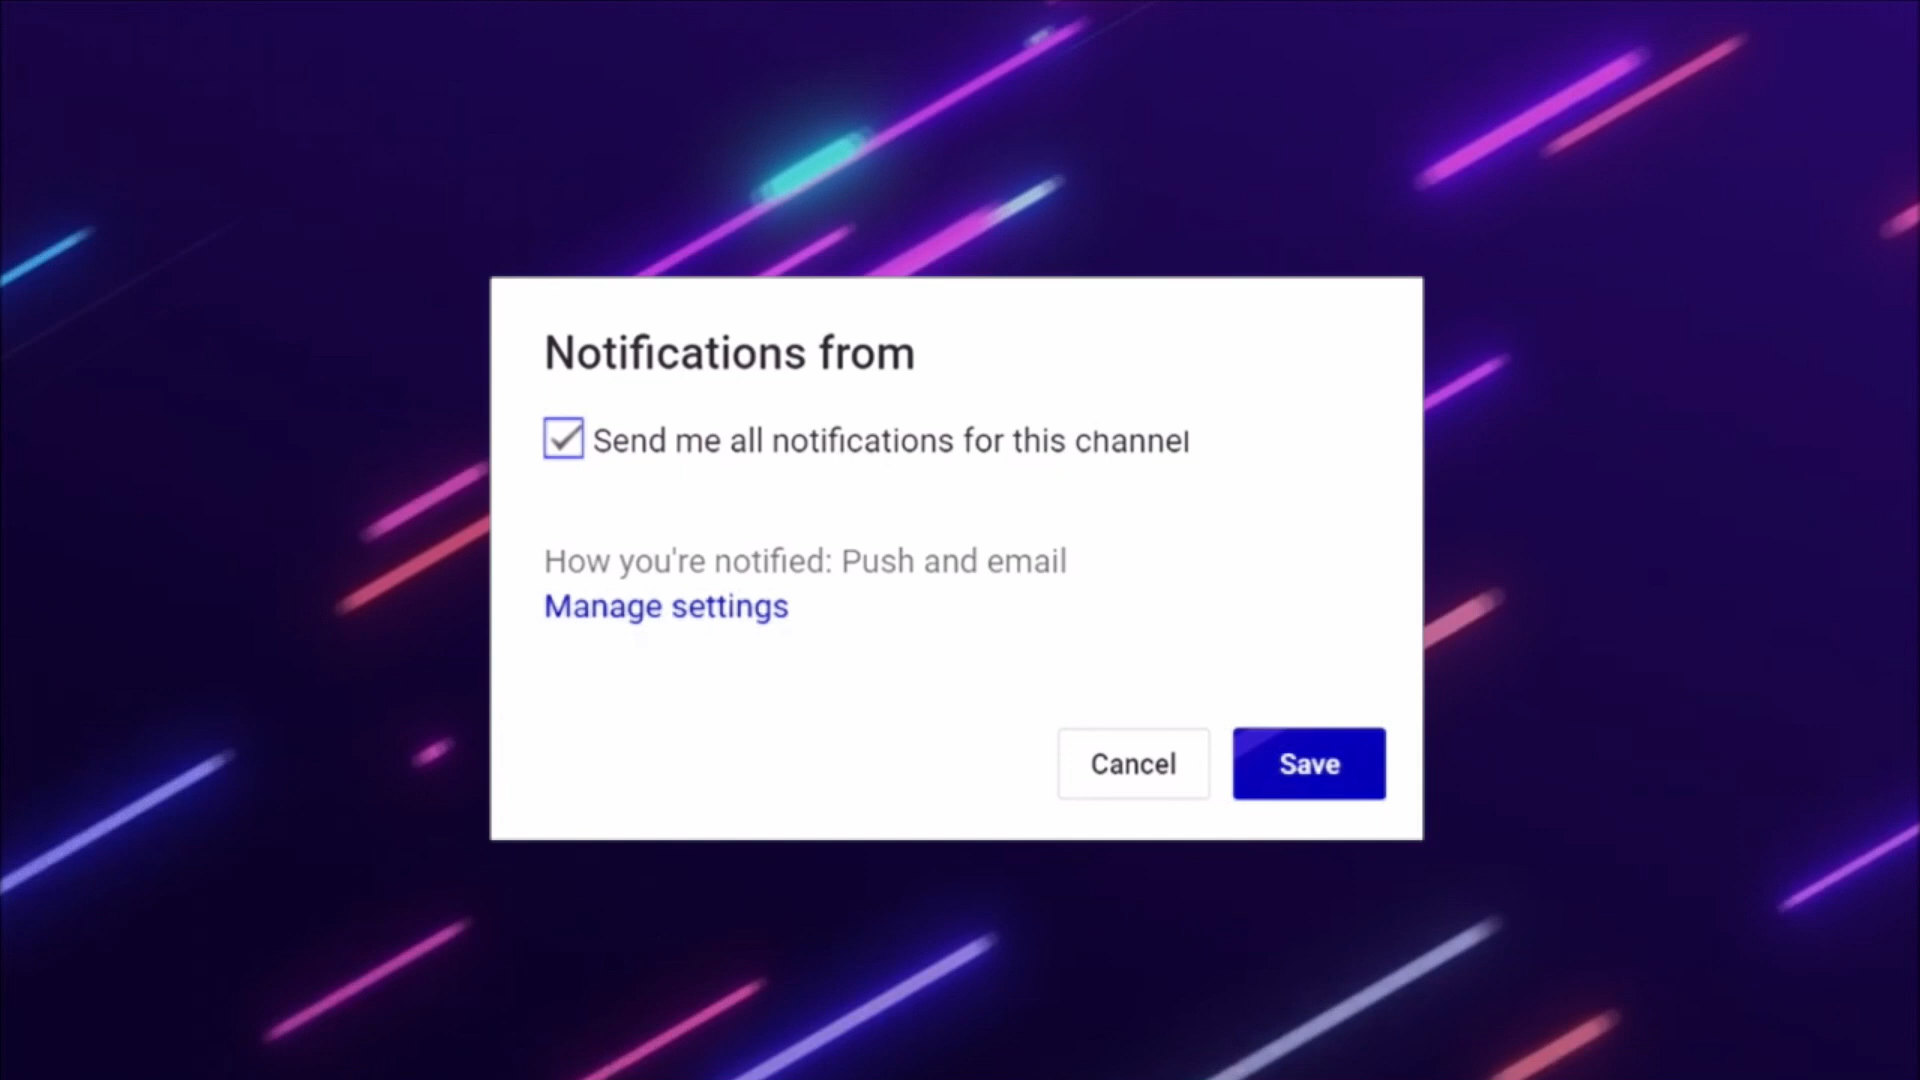 Notifications from
Send me all notifications for this channel
How you're notified: Push and email
Manage settings
Cancel
Save